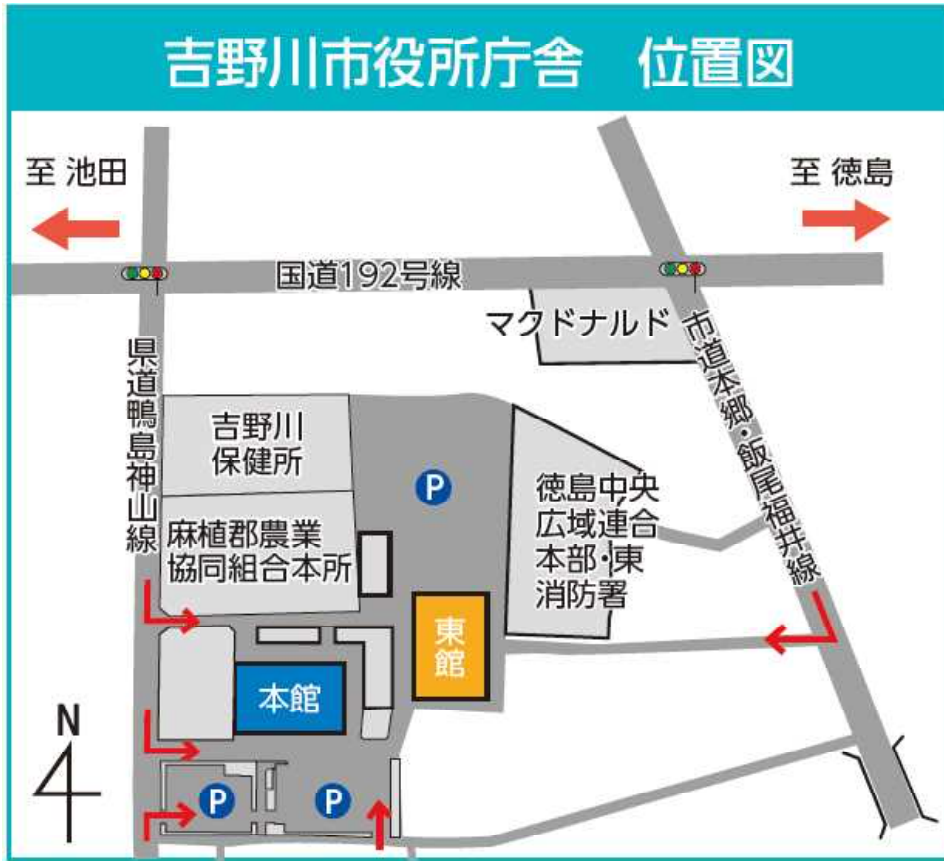 吉野川市役所庁舎　位置図
至 池田
至 徳島
国道192号線
マクドナルド
県道鴨島神山線
市道本郷・飯尾福井線
吉野川
保健所
P
徳島中央
広域連合
本部・東
消防署
麻植郡農業
協同組合本所
東館
本館
N
P
P